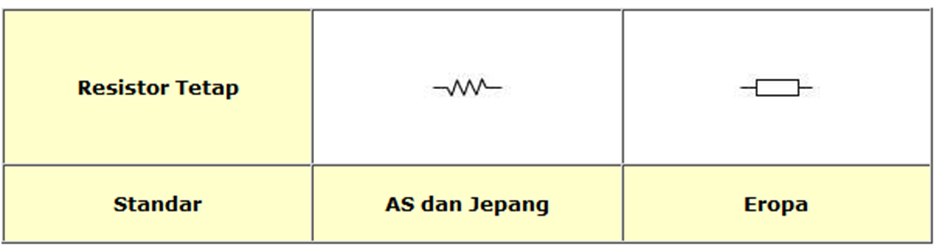 Resistor Tetap
Standar
AS dan Jepang
Eropa